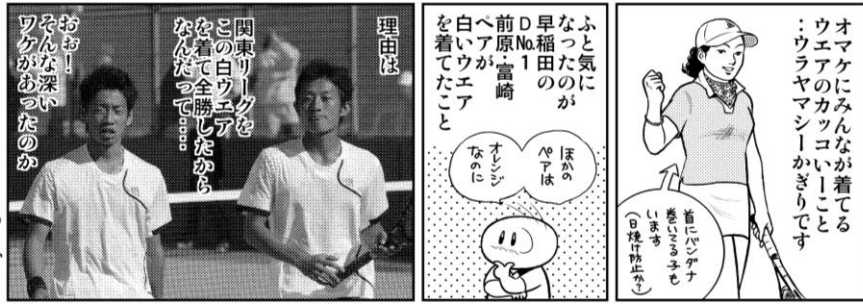 オマケにみんなが着てる
ウエアのカッコいーこと
‥ウラヤマシーかぎりです
首にバンダナ
巻いてる子も
います
(日焼け防止か?)
ふと気に
なったのが
早稲田の
D No.1
前原・富崎
ペアが
白いウエア
を着てたこと
ほかの
ペアは
オレンジ
なのに
理由は
関東リーグを
この白ウエア
を着て全勝したから
なんだって‥‥
おぉ!
そんな深い
ワケがあったのか